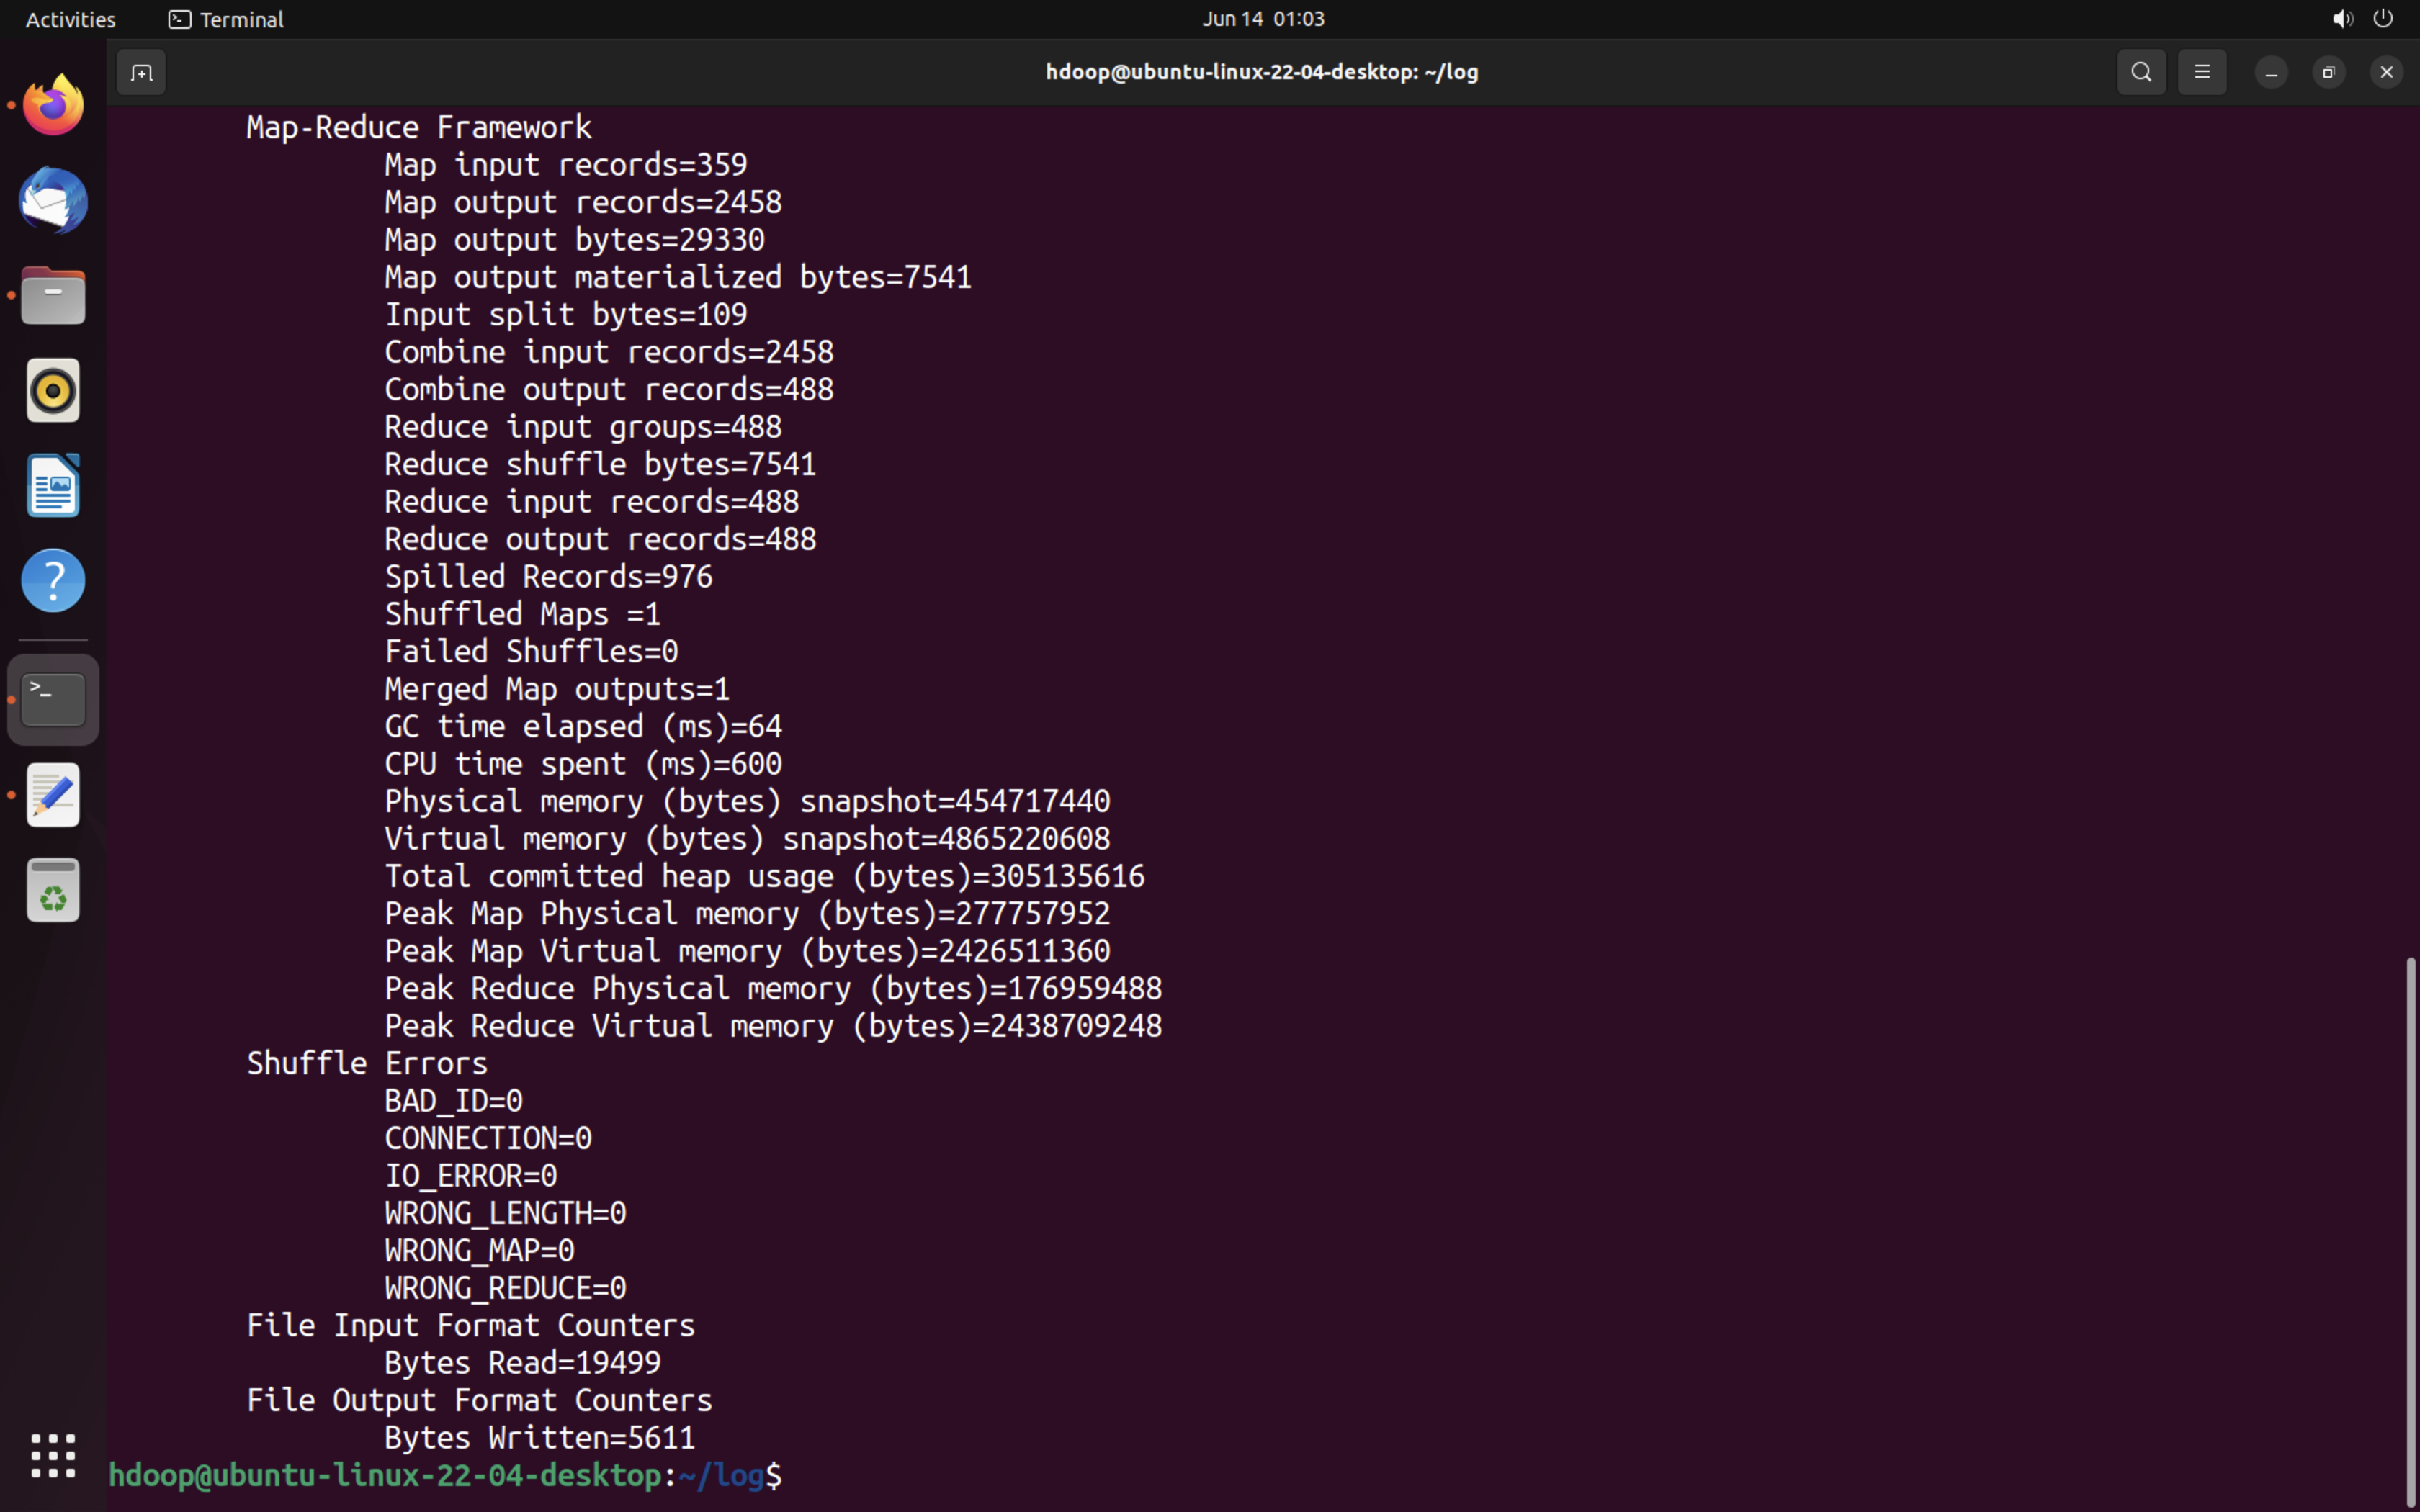 Activities Terminal Jun 14 01:03
hdoop@ubuntu-linux-22-04-desktop: ~/log
Map-Reduce Framework
Map input records=359
Map output records=2458
Map output bytes=29330
Map output materialized bytes=7541
Input split bytes=109
Combine input records=2458
Combine output records=488
Reduce input groups=488
Reduce shuffle bytes=7541
Reduce input records=488
Reduce output records=488
Spilled Records=976
Shuffled Maps =1
Failed Shuffles=0
Merged Map outputs=1
GC time elapsed (ms)=64
CPU time spent (ms)=600
Physical memory (bytes) snapshot=454717440
Virtual memory (bytes) snapshot=4865220608
Total committed heap usage (bytes)=305135616
Peak Map Physical memory (bytes)=277757952
Peak Map Virtual memory (bytes)=2426511360
Peak Reduce Physical memory (bytes)=176959488
Peak Reduce Virtual memory (bytes)=2438709248
Shuffle Errors
BAD_ID=0
CONNECTION=0
IO_ERROR=0
WRONG_LENGTH=0
WRONG_MAP=0
WRONG_REDUCE=0
File Input Format Counters
Bytes Read=19499
File Output Format Counters
Bytes Written=5611
hdoop@ubuntu-linux-22-04-desktop:~/log$